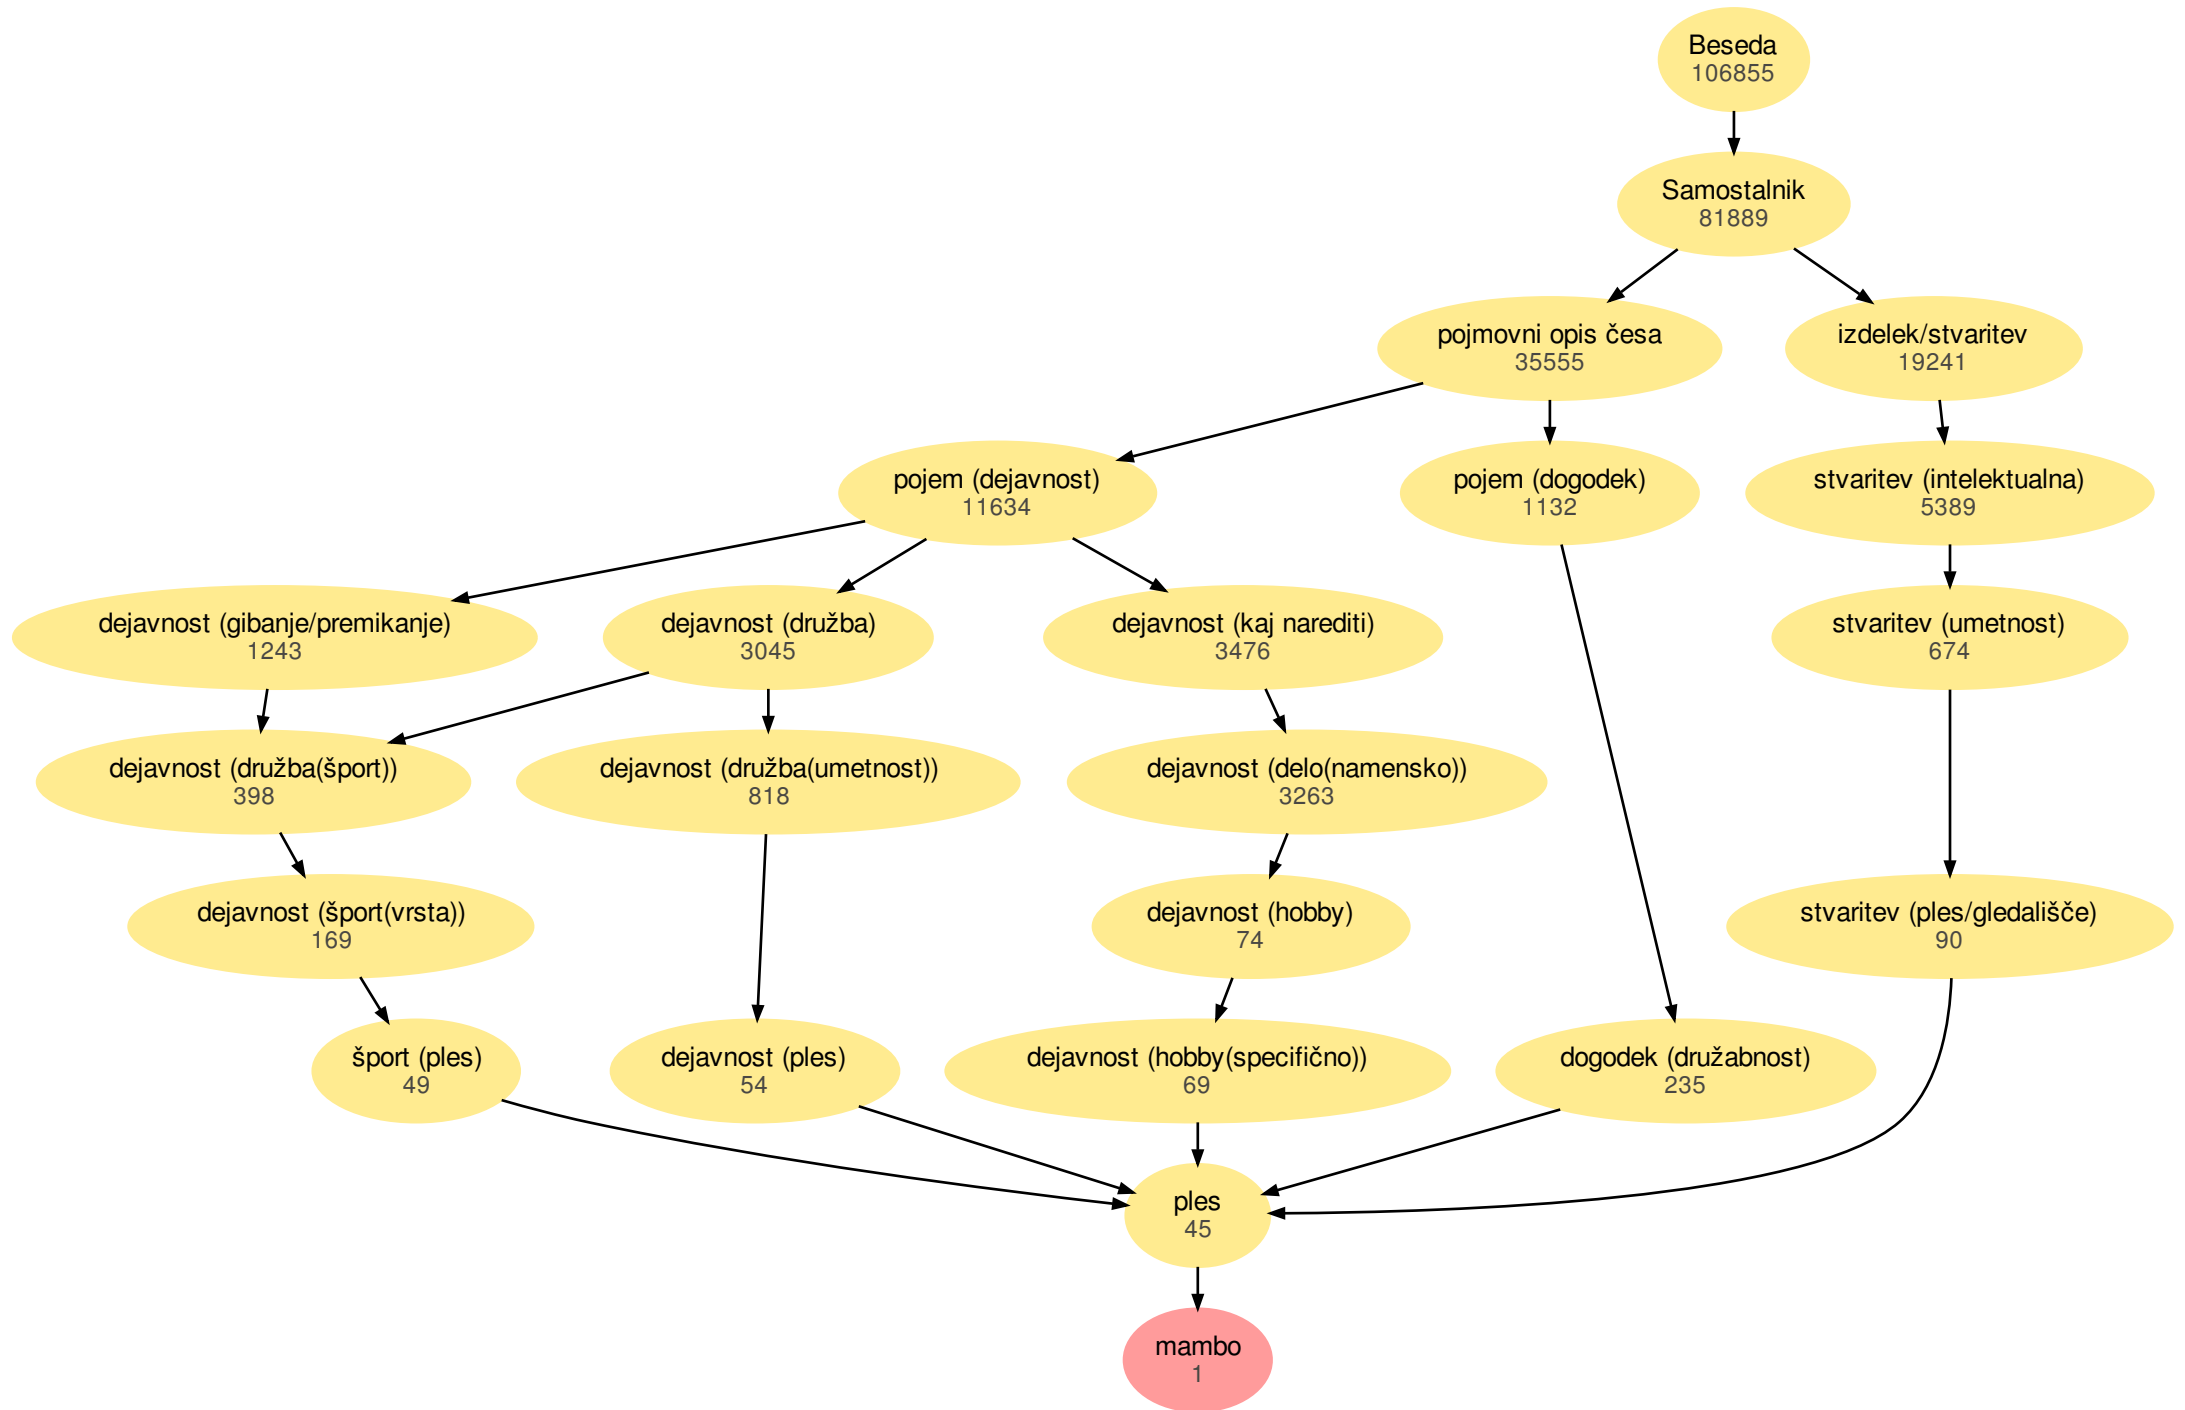 Beseda
106855
Samostalnik
81889
pojmovni opis česa
35555
izdelek/stvaritev
19241
pojem (dejavnost)
11634
pojem (dogodek)
1132
stvaritev (intelektualna)
5389
dejavnost (gibanje/premikanje)
1243
dejavnost (družba)
3045
dejavnost (kaj narediti)
3476
stvaritev (umetnost)
674
dejavnost (družba(šport))
398
dejavnost (družba(umetnost))
818
dejavnost (delo(namensko))
3263
dejavnost (šport(vrsta))
169
dejavnost (hobby)
74
stvaritev (ples/gledališče)
90
šport (ples)
49
dejavnost (ples)
54
dejavnost (hobby(specifično))
69
dogodek (družabnost)
235
ples
45
mambo
1